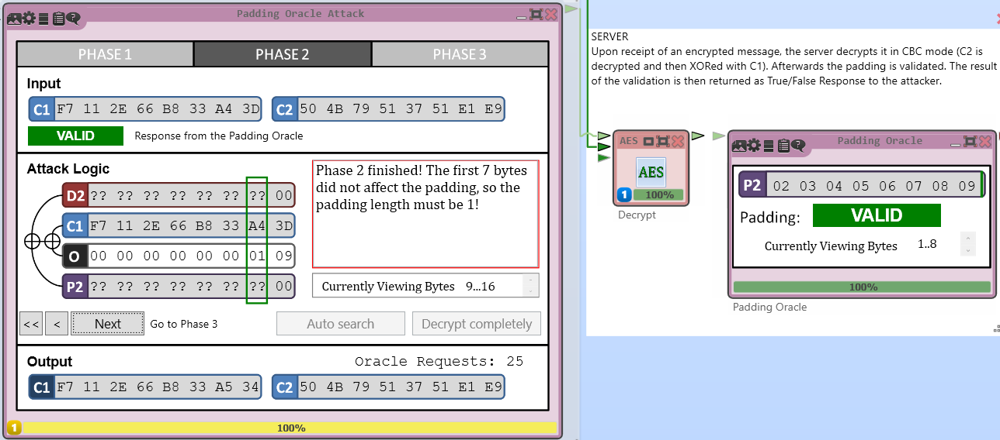 Padding Oracle Attack
PHASE 1 PHASE 2 PHASE 3
Input
C1 F7 11 2E 66 B8 33 A4 3D C2 50 4B 79 51 37 51 E1 E9
VALID Response from the Padding Oracle
Attack Logic
D2 ?? ?? ?? ?? ?? ?? ?? 00
C1 F7 11 2E 66 B8 33 A4 3D
O 00 00 00 00 00 00 01 09
P2 ?? ?? ?? ?? ?? ?? ?? 00
Phase 2 finished! The first 7 bytes
did not affect the padding, so the
padding length must be 1!
Currently Viewing Bytes 9...16
<< < Next Go to Phase 3 Auto search Decrypt completely
Output Oracle Requests: 25
C1 F7 11 2E 66 B8 33 A5 34 C2 50 4B 79 51 37 51 E1 E9
1 100%
SERVER
Upon receipt of an encrypted message, the server decrypts it in CBC mode (C2 is
decrypted and then XORed with C1). Afterwards the padding is validated. The result
of the validation is then returned as True/False Response to the attacker.
AES
AES
1 100%
Decrypt
Padding Oracle
P2 02 03 04 05 06 07 08 09
Padding: VALID
Currently Viewing Bytes 1..8
100%
Padding Oracle